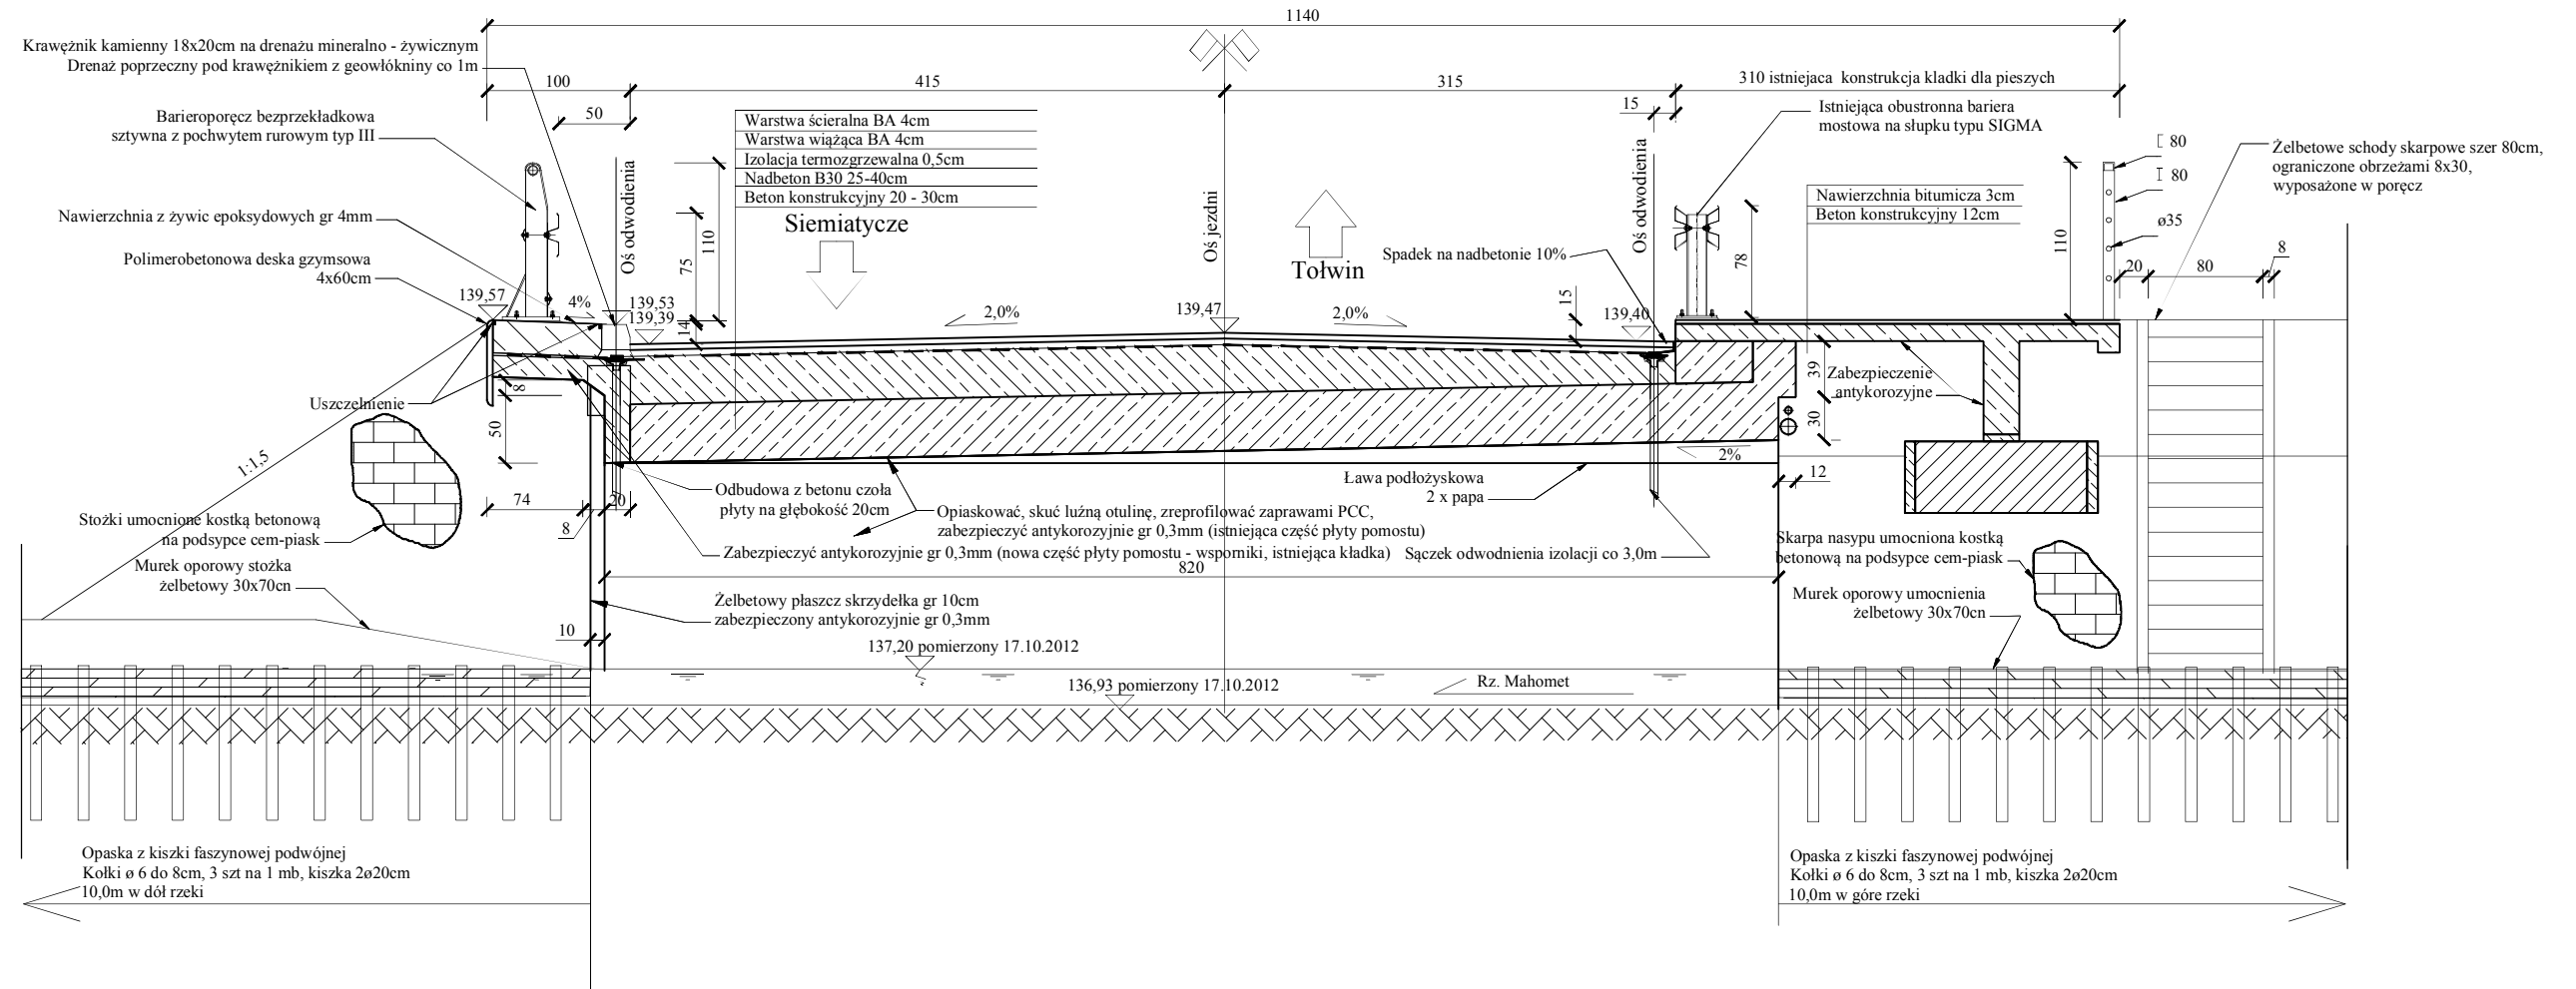 1140
Krawężnik kamienny 18x20cm na drenażu mineralno - żywicznym
Drenaż poprzeczny pod krawężnikiem z geowłókniny co 1m
100
415
315
310 istniejaca konstrukcja kladki dla pieszych
50
15
Barieroporęcz bezprzekładkowa
sztywna z pochwytem rurowym typ III
Warstwa ścieralna BA 4cm
Warstwa wiążąca BA 4cm
Izolacja termozgrzewalna 0,5cm
Nadbeton B30 25-40cm
Beton konstrukcyjny 20 - 30cm
Istniejąca obustronna bariera
mostowa na słupku typu SIGMA
80
80
ø35
Żelbetowe schody skarpowe szer 80cm,
ograniczone obrzeżami 8x30,
wyposażone w poręcz
Nawierzchnia bitumicza 3cm
Beton konstrukcyjny 12cm
Nawierzchnia z żywic epoksydowych gr 4mm
Polimerobetonowa deska gzymsowa
4x60cm
Oś odwodienia
Oś jezdni
Oś odwodienia
Siemiatycze
Tołwin
Spadek na nadbetonie 10%
75
110
14
15
78
110
20
80
8
139,57
4%
139,53
139,39
2,0%
139,47
2,0%
139,40
Uszczelnienie
8
50
39
30
Zabezpieczenie
antykorozyjne
1:1,5
74
20
8
2%
12
Odbudowa z betonu czoła
płyty na głębokość 20cm
Ława podłożyskowa
2 x papa
Opiaskować, skuć luźną otulinę, zreprofilować zaprawami PCC,
zabezpieczyć antykorozyjnie gr 0,3mm (istniejąca część płyty pomostu)
Zabezpieczyć antykorozyjnie gr 0,3mm (nowa część płyty pomostu - wsporniki, istniejąca kładka)
Sączek odwodnienia izolacji co 3,0m
Stożki umocnione kostką betonową
na podsypce cem-piask
Murek oporowy stożka
żelbetowy 30x70cn
Skarpa nasypu umocniona kostką
betonową na podsypce cem-piask
Murek oporowy umocnienia
żelbetowy 30x70cn
820
Żelbetowy płaszcz skrzydełka gr 10cm
zabezpieczony antykorozyjnie gr 0,3mm
10
137,20 pomierzony 17.10.2012
136,93 pomierzony 17.10.2012
Rz. Mahomet
Opaska z kiszki faszynowej podwójnej
Kołki ø 6 do 8cm, 3 szt na 1 mb, kiszka 2ø20cm
10,0m w dół rzeki
Opaska z kiszki faszynowej podwójnej
Kołki ø 6 do 8cm, 3 szt na 1 mb, kiszka 2ø20cm
10,0m w góre rzeki